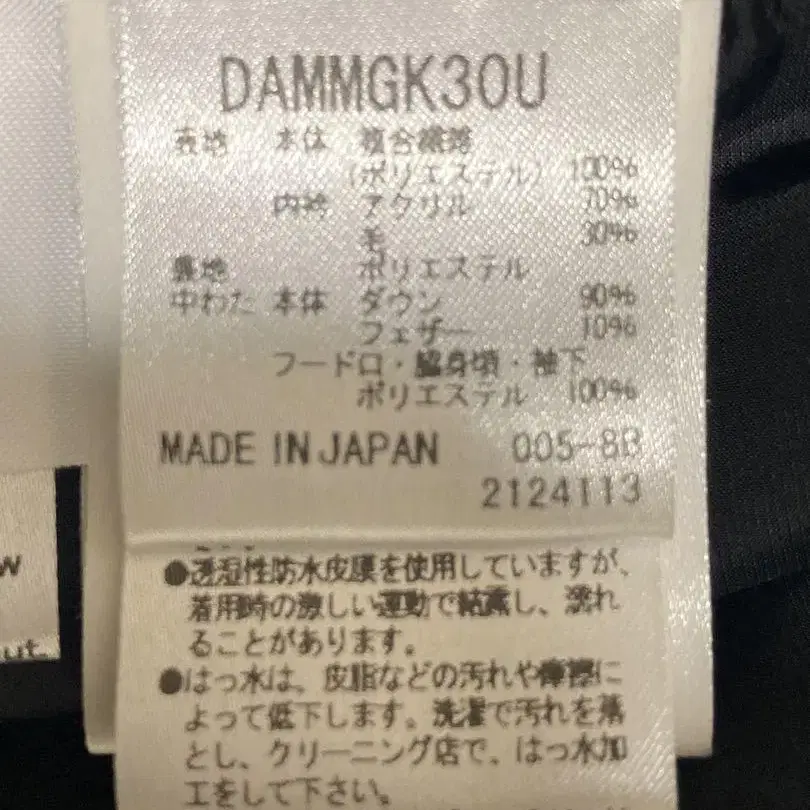 DAMMGK30U
表地 本体 複合繊維
(ポリエステル) 100%
内衿 アクリル 70%
毛 30%
裏地 ポリエステル
中わた 本体 ダウン 90%
フェザー 10%
フード口・脇身頃・袖下
ポリエステル 100%
MADE IN JAPAN 005-8B
2124113
●透湿性防水皮膜を使用していますが、
着用時の激しい運動で結露し、濡れ
ることがあります。
●はっ水は、皮脂などの汚れや摩擦に
よって低下します。洗濯で汚れを落
とし、クリーニング店で、はっ水加
工をして下さい。
w
ut.